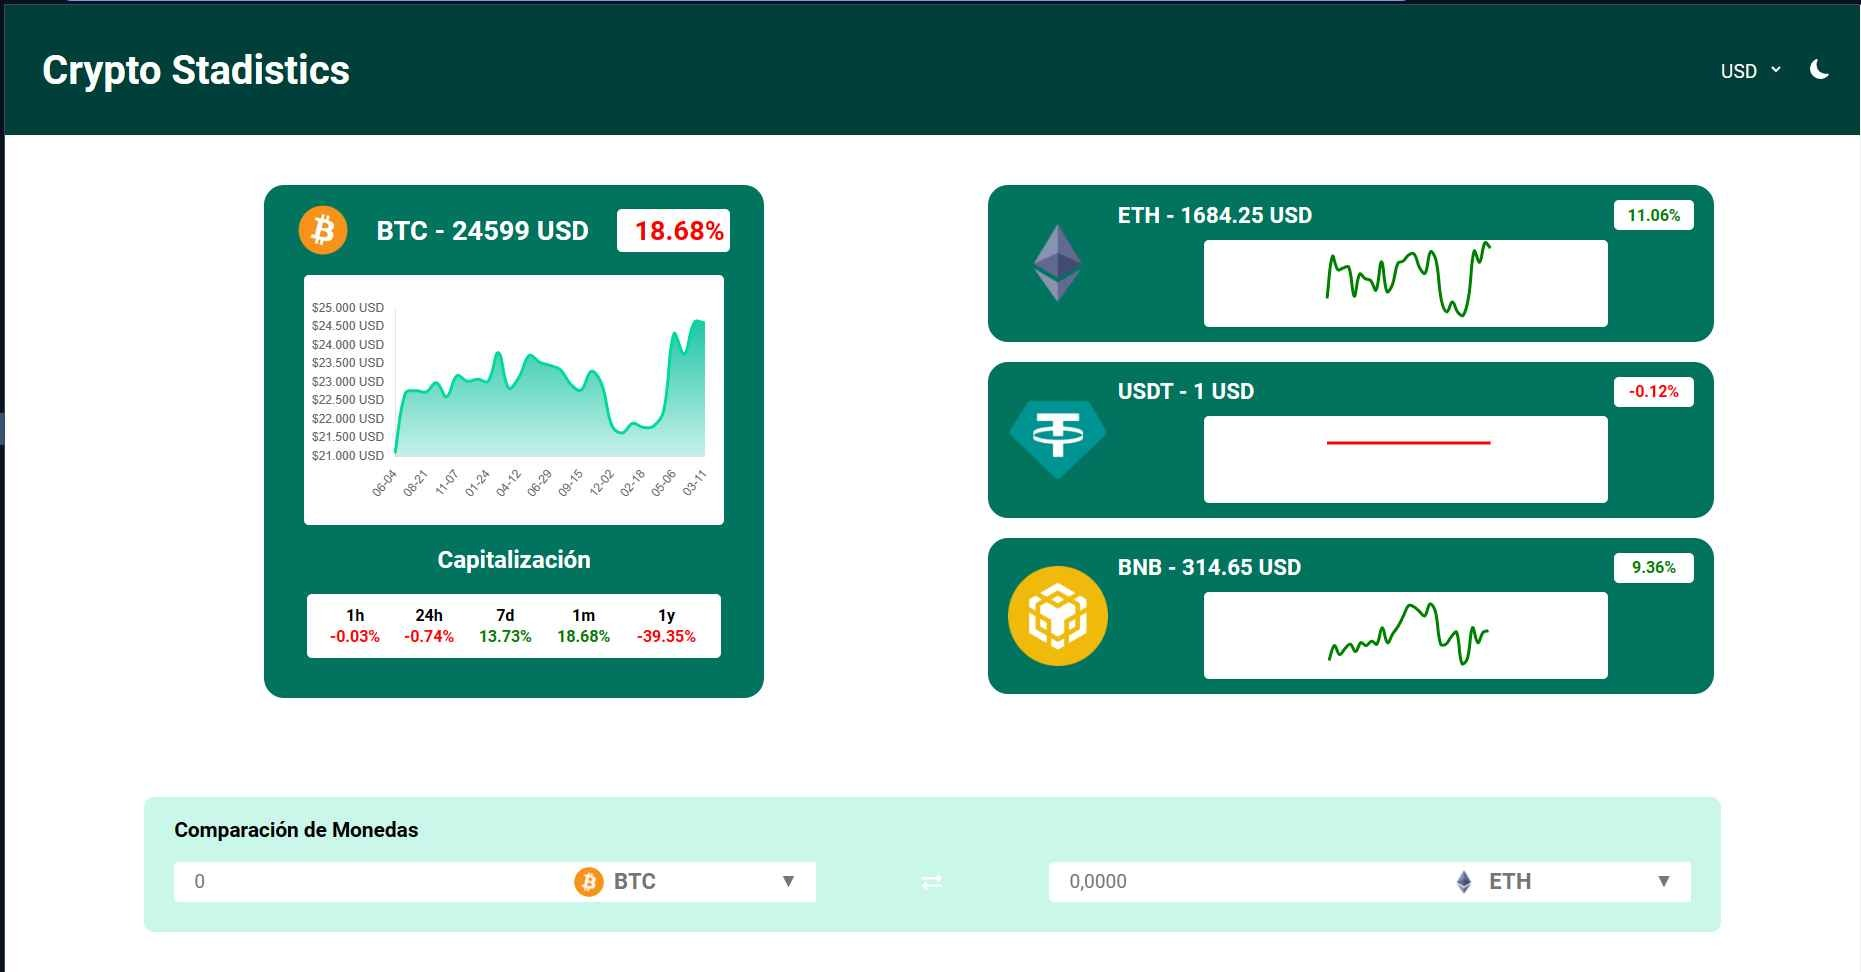 Crypto Stadistics
USD
BTC - 24599 USD
18.68%
$25.000 USD
$24.500 USD
$24.000 USD
$23.500 USD
$23.000 USD
$22.500 USD
$22.000 USD
$21.500 USD
$21.000 USD
06-04 08-21 11-07 01-24 04-12 06-29 09-15 12-02 02-18 05-06 03-11
Capitalización
1h 24h 7d 1m 1y
-0.03% -0.74% 13.73% 18.68% -39.35%
ETH - 1684.25 USD
11.06%
USDT - 1 USD
-0.12%
BNB - 314.65 USD
9.36%
Comparación de Monedas
0 BTC
0,0000 ETH